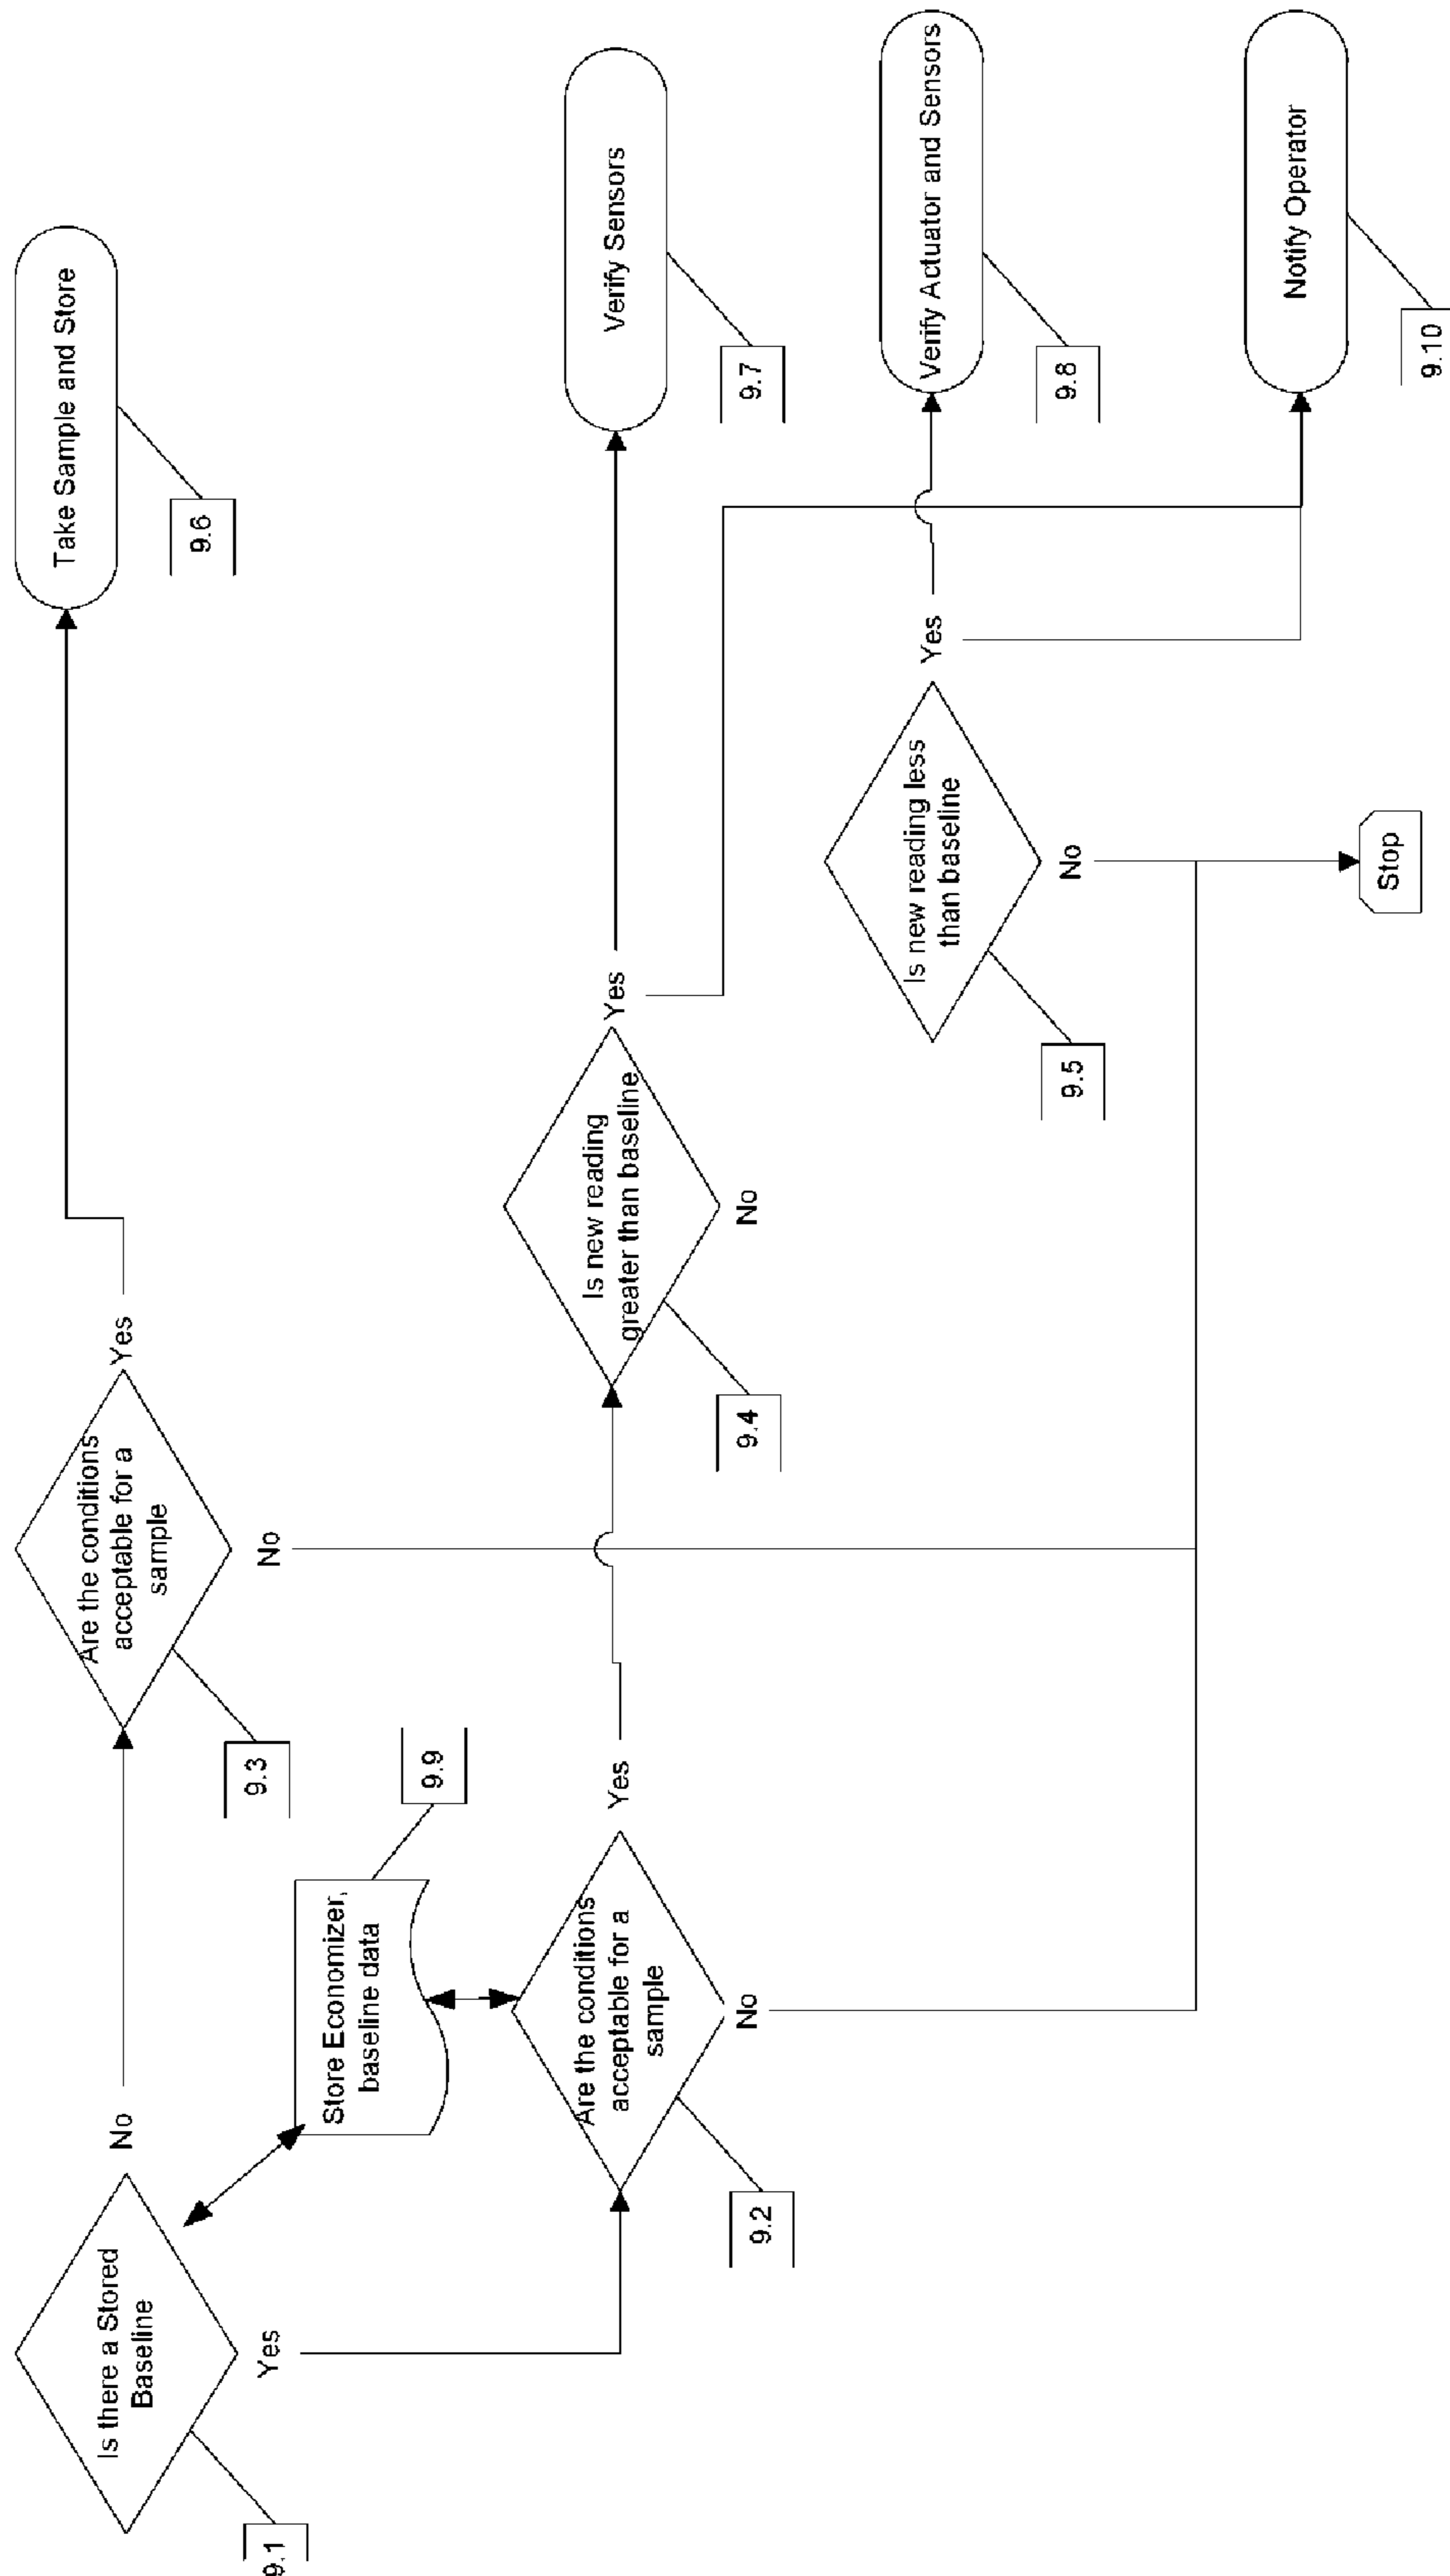 Is there a Stored
Baseline
9.1
No
Yes
Are the conditions
acceptable for a
sample
9.3
Yes
No
Take Sample and Store
9.6
Store Economizer,
baseline data
9.9
Are the conditions
acceptable for a
sample
9.2
Yes
No
Is new reading
greater than baseline
9.4
Yes
No
Verify Sensors
9.7
Is new reading less
than baseline
9.5
Yes
No
Verify Actuator and Sensors
9.8
Stop
Notify Operator
9.10